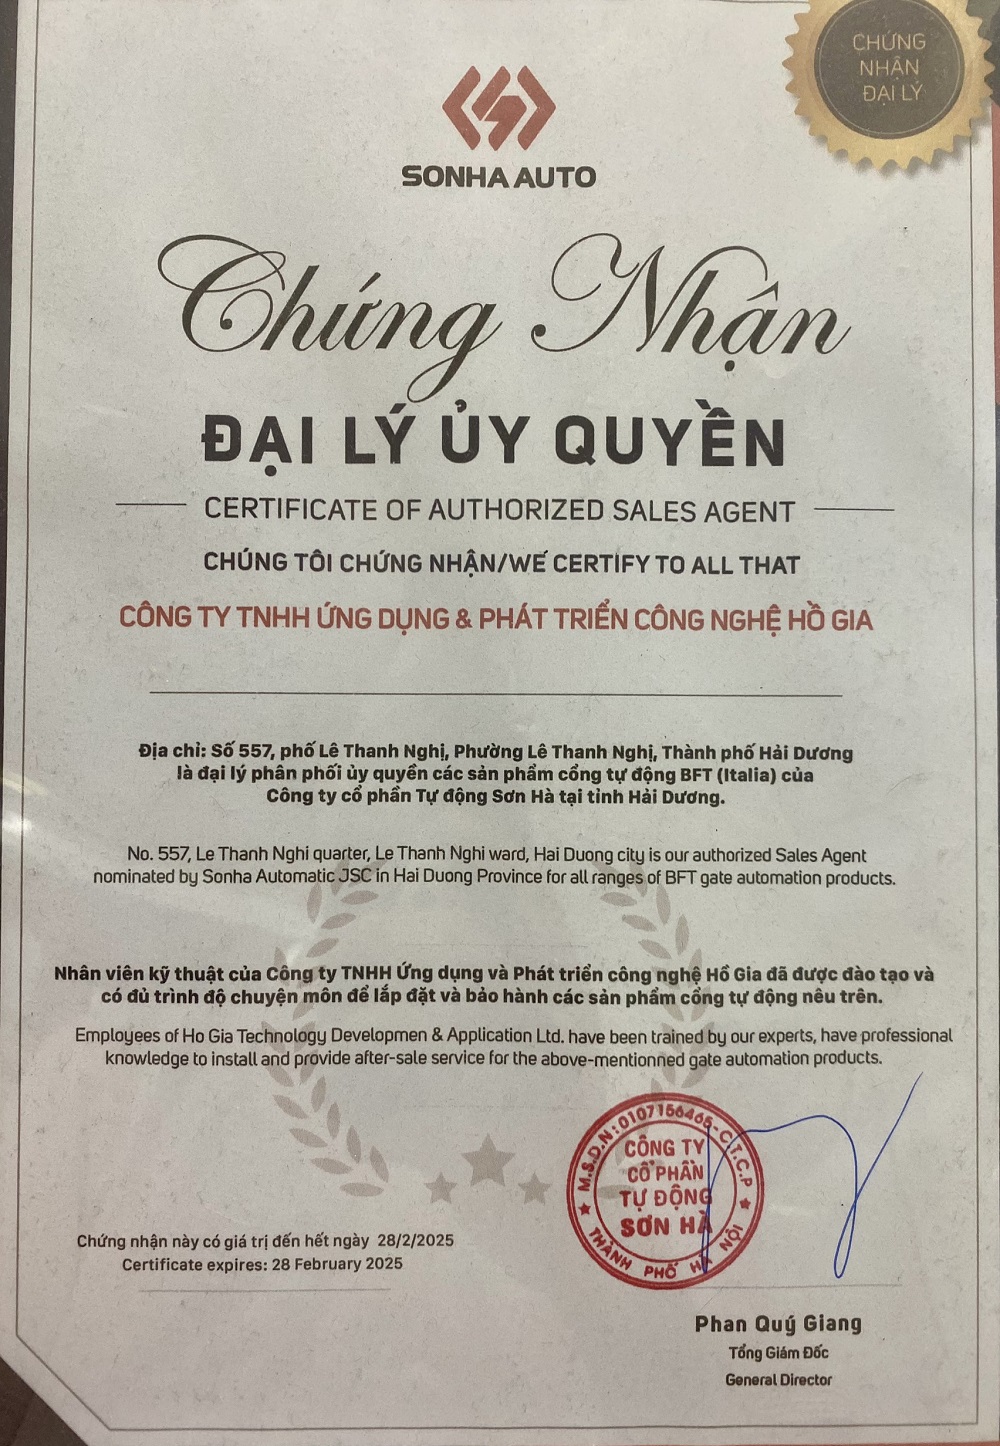 CHỨNG
NHẬN
ĐẠI LÝ
SONHA AUTO
Chứng Nhận
ĐẠI LÝ ỦY QUYỀN
CERTIFICATE OF AUTHORIZED SALES AGENT
CHÚNG TÔI CHỨNG NHẬN/WE CERTIFY TO ALL THAT
CÔNG TY TNHH ỨNG DỤNG & PHÁT TRIỂN CÔNG NGHỆ HỒ GIA
Địa chỉ: Số 557, phố Lê Thanh Nghị, Phường Lê Thanh Nghị, Thành phố Hải Dương
là đại lý phân phối ủy quyền các sản phẩm cổng tự động BFT (Italia) của
Công ty cổ phần Tự động Sơn Hà tại tỉnh Hải Dương.
No. 557, Le Thanh Nghi quarter, Le Thanh Nghi ward, Hai Duong city is our authorized Sales Agent
nominated by Sonha Automatic JSC in Hai Duong Province for all ranges of BFT gate automation products.
Nhân viên kỹ thuật của Công ty TNHH Ứng dụng và Phát triển công nghệ Hồ Gia đã được đào tạo và
có đủ trình độ chuyện môn để lắp đặt và bảo hành các sản phẩm cổng tự động nêu trên.
Employees of Ho Gia Technology Developmen & Application Ltd. have been trained by our experts, have professional
knowledge to install and provide after-sale service for the above-mentionned gate automation products.
M.S.D.N: 0107156465-C.T.C.P
CÔNG TY
CỔ PHẦN
TỰ ĐỘNG
SƠN HÀ
THÀNH PHỐ HÀ NỘI
Chứng nhận này có giá trị đến hết ngày 28/2/2025
Certificate expires: 28 February 2025
Phan Quý Giang
Tổng Giám Đốc
General Director